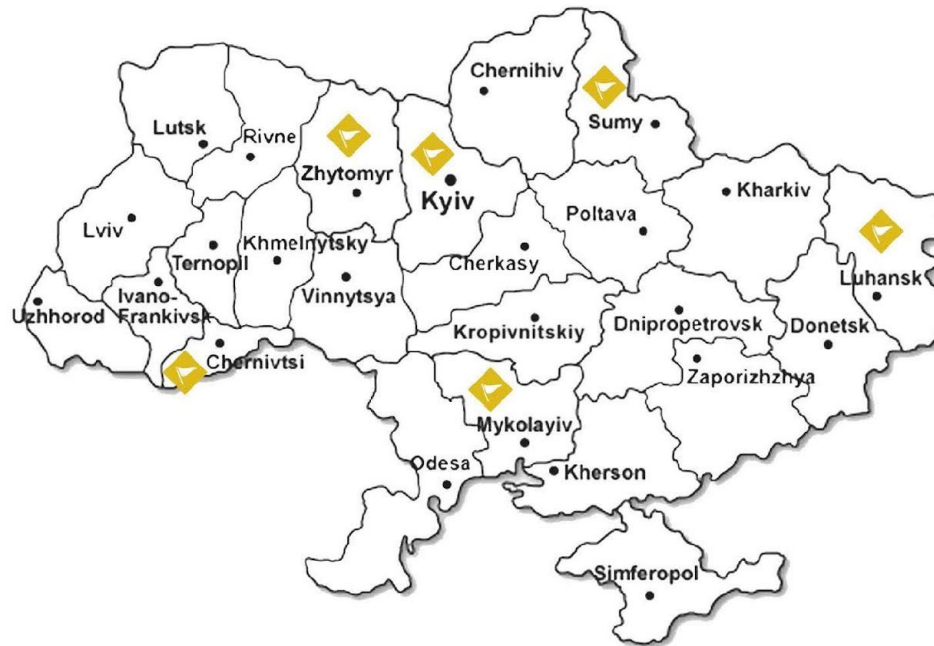 Chernihiv
Sumy
Lutsk
Rivne
Zhytomyr
Kyiv
Kharkiv
Lviv
Poltava
Khmelnytsky
Ternopil
Cherkasy
Luhansk
Vinnytsya
Ivano-
Frankivsk
Uzhhorod
Kropivnitskiy
Dnipropetrovsk
Donetsk
Chernivtsi
Zaporizhzhya
Mykolayiv
Odesa
Kherson
Simferopol